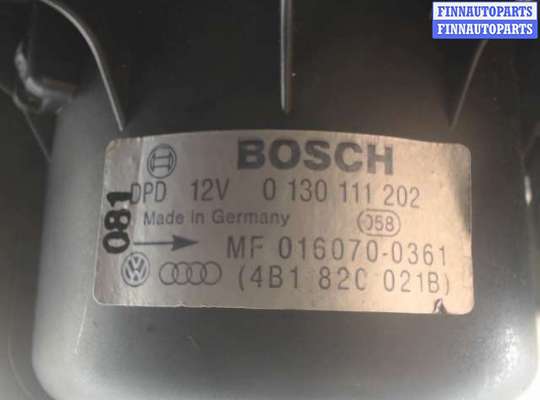 FINNAUTOPARTS
FINNAUTOPARTS
BOSCH
DPD 12V 0 130 111 202
Made in Germany 058
MF 016070-0361
(4B1 820 021B)
081